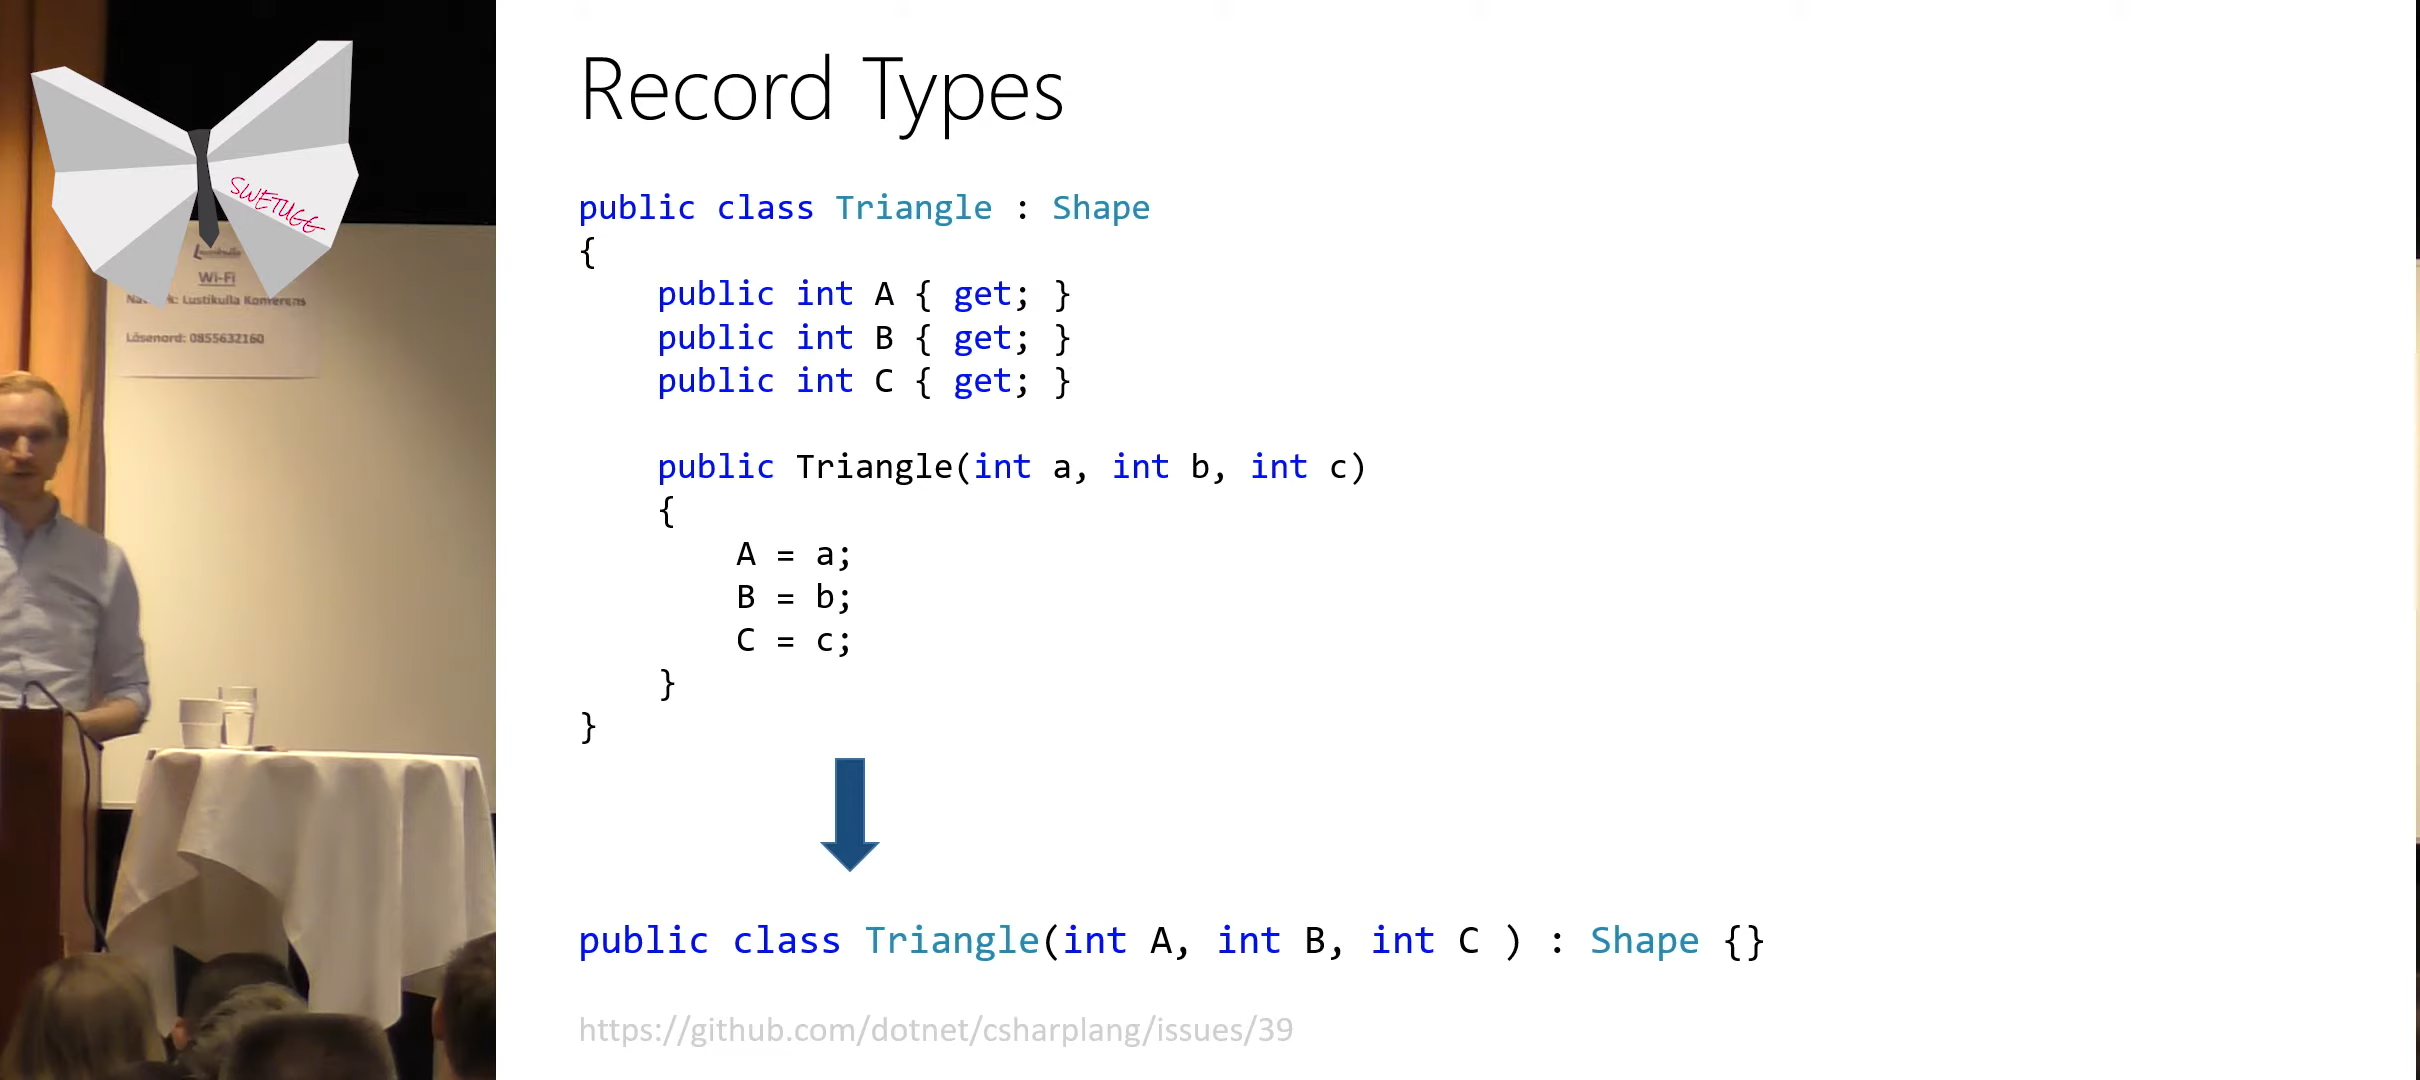 SWETUGG
Wi-Fi
Lustikulla Konferens
Lösenord: 0855632160
Record Types
public class Triangle : Shape
{
public int A { get; }
public int B { get; }
public int C { get; }
public Triangle(int a, int b, int c)
{
A = a;
B = b;
C = c;
}
}
public class Triangle(int A, int B, int C ) : Shape {}
https://github.com/dotnet/csharplang/issues/39